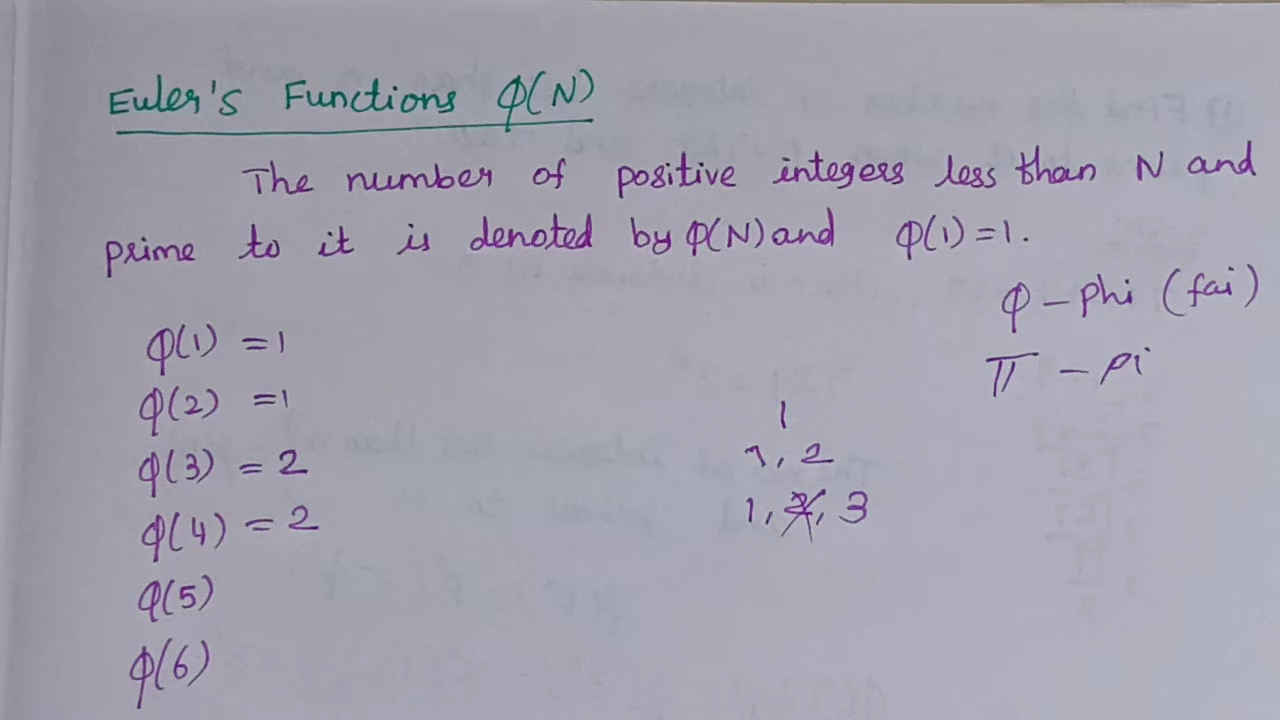 Euler's Functions φ(N)
The number of positive integers less than N and
prime to it is denoted by φ(N) and φ(1)=1.
φ - phi (fai)
π - pi
φ(1) = 1
φ(2) = 1
1
φ(3) = 2
1, 2
φ(4) = 2
1, 2, 3
φ(5)
φ(6)